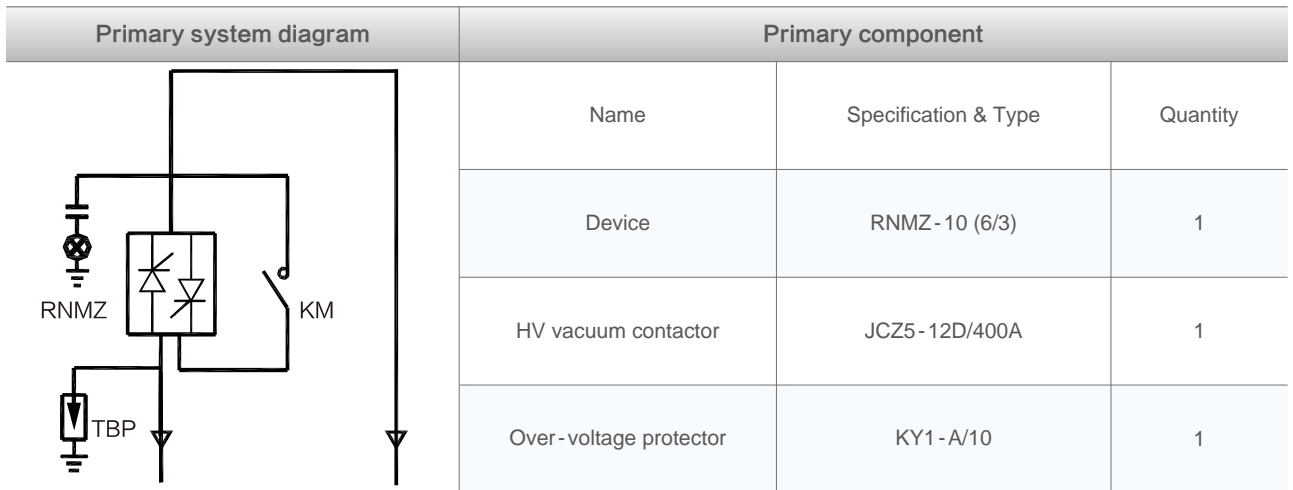 Primary system diagram
Primary component
Name Specification & Type Quantity
Device RNMZ-10 (6/3) 1
HV vacuum contactor JCZ5-12D/400A 1
Over-voltage protector KY1-A/10 1
RNMZ
KM
TBP